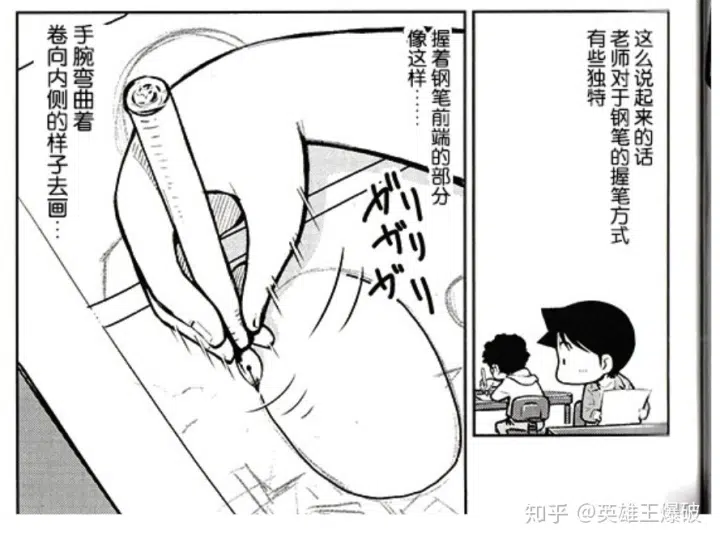 这么说起来的话
老师对于钢笔的握笔方式
有些独特
握着钢笔前端的部分
像这样……
ガリガリガリ
手腕弯曲着
卷向内侧的样子去画…
知乎 @英雄王爆破